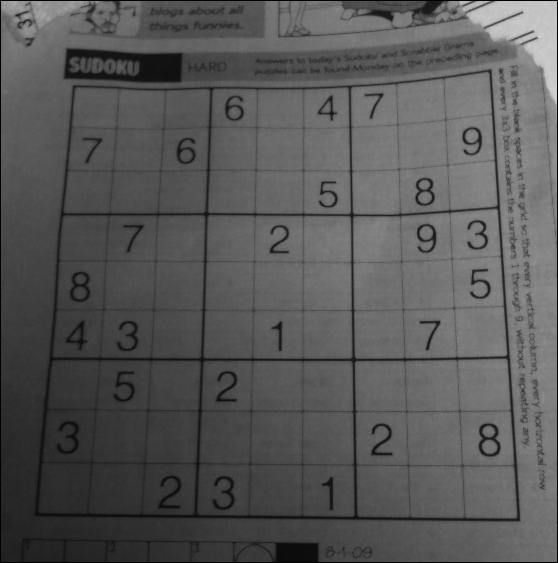 blogs about all
things funnies.
SUDOKU HARD Answers to today's Sudoku and Scrabble Grams
puzzles can be found Monday on the preceding page.
Fill in the blank spaces in the grid so that every vertical column, every horizontal row
and every 3x3 box contains the numbers 1 through 9, without repeating any.
6 4 7
7 6 9
5 8
7 2 9 3
8 5
4 3 1 7
5 2
3 2 8
2 3 1
8-1-09